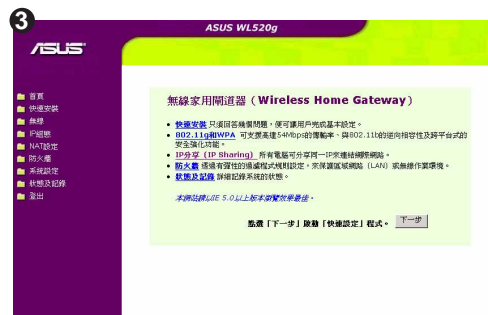 3
ASUS WL520g
ASUS
首頁
快速安裝
無線
IP組態
NAT設定
防火牆
系統設定
狀態及記錄
登出
無線家用閘道器（Wireless Home Gateway）
快速安裝 只須回答幾個問題，便可讓用戶完成基本設定。
802.11g和WPA 可支援高達54Mbps的傳輸率、與802.11b的逆向相容性及跨平台式的
安全強化功能。
IP分享（IP Sharing）所有電腦可分享同一IP來連結網際網路。
防火牆 透過有彈性的過濾程式規則設定，來保護區域網路（LAN）或無線作業環境。
狀態及記錄 詳細記錄系統的狀態。
本網站韓以IE 5.0以上版本瀏覽效果最佳。
點選「下一步」啟動「快速設定」程式。 下一步